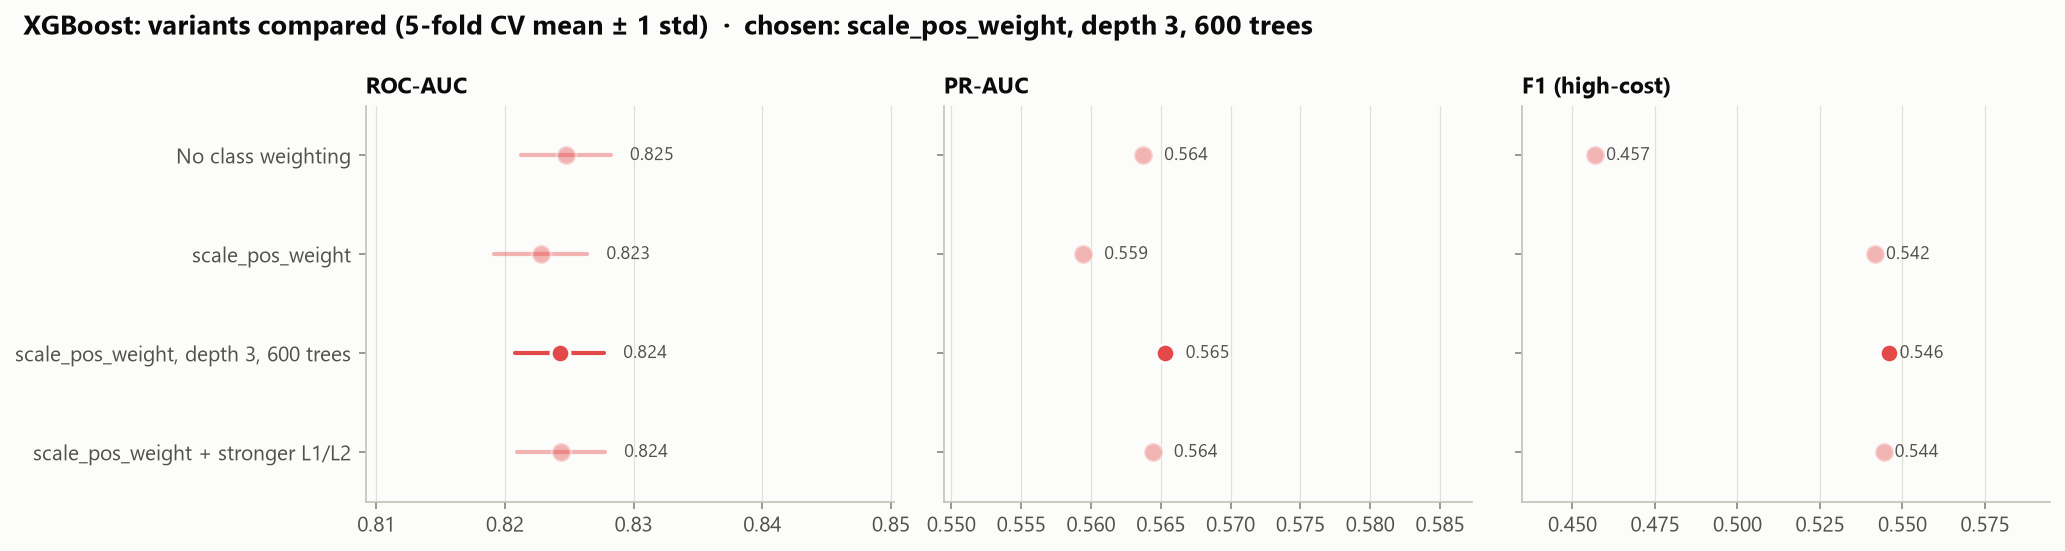 XGBoost: variants compared (5-fold CV mean ± 1 std) · chosen: scale_pos_weight, depth 3, 600 trees
ROC-AUC
PR-AUC
F1 (high-cost)
No class weighting
0.825
0.564
0.457
scale_pos_weight
0.823
0.559
0.542
scale_pos_weight, depth 3, 600 trees
0.824
0.565
0.546
scale_pos_weight + stronger L1/L2
0.824
0.564
0.544
0.81 0.82 0.83 0.84 0.85
0.550 0.555 0.560 0.565 0.570 0.575 0.580 0.585
0.450 0.475 0.500 0.525 0.550 0.575